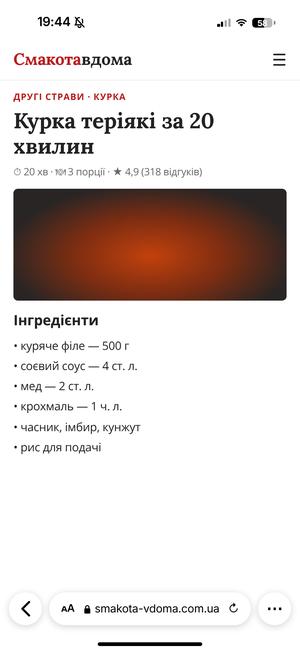 19:44
58
Смакотавдома
ДРУГІ СТРАВИ · КУРКА
Курка теріякі за 20
хвилин
⏱ 20 хв · 🍽 3 порції · ★ 4,9 (318 відгуків)
Інгредієнти
• куряче філе — 500 г
• соєвий соус — 4 ст. л.
• мед — 2 ст. л.
• крохмаль — 1 ч. л.
• часник, імбир, кунжут
• рис для подачі
AA smakota-vdoma.com.ua